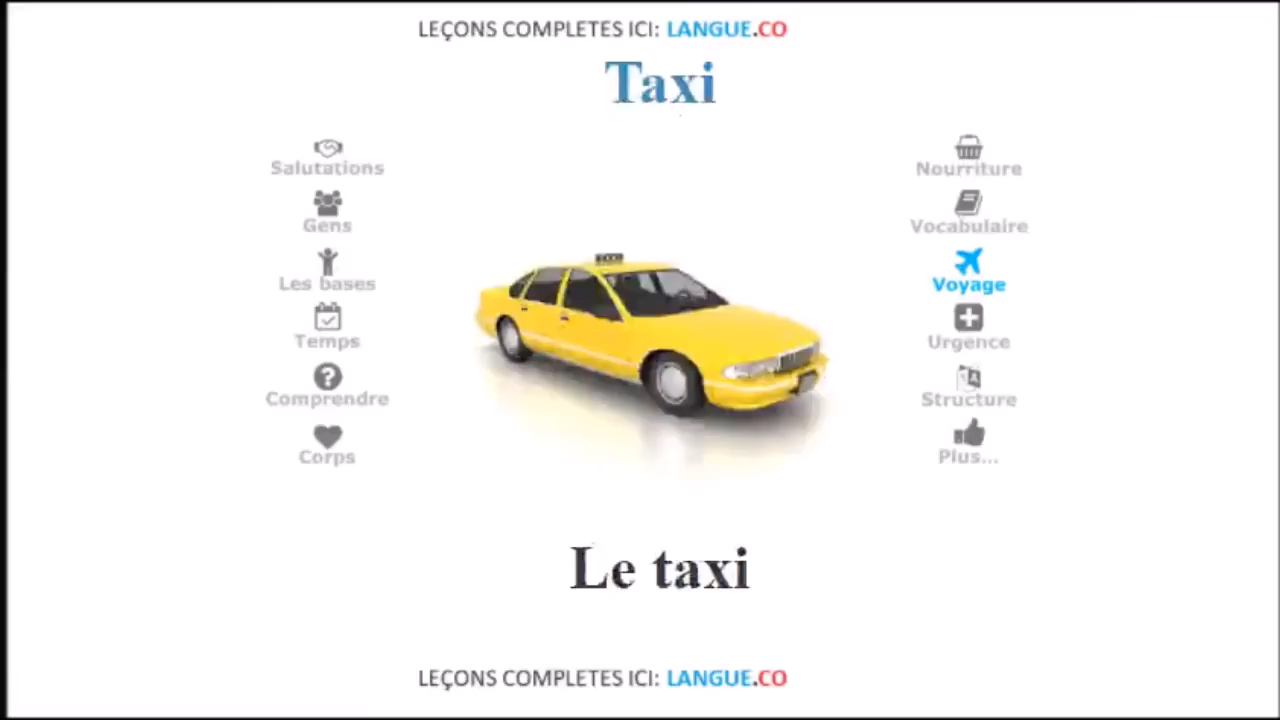 LEÇONS COMPLETES ICI: LANGUE.CO
Taxi
Salutations
Gens
Les bases
Temps
Comprendre
Corps
Nourriture
Vocabulaire
Voyage
Urgence
Structure
Plus...
Le taxi
LEÇONS COMPLETES ICI: LANGUE.CO